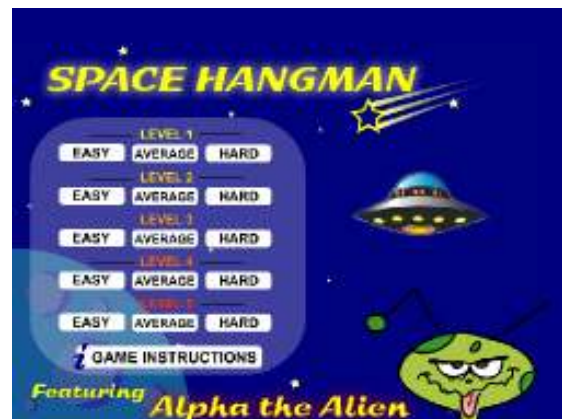 SPACE HANGMAN
LEVEL 1
EASY AVERAGE HARD
LEVEL 2
EASY AVERAGE HARD
LEVEL 3
EASY AVERAGE HARD
LEVEL 4
EASY AVERAGE HARD
LEVEL 5
EASY AVERAGE HARD
i GAME INSTRUCTIONS
Featuring Alpha the Alien